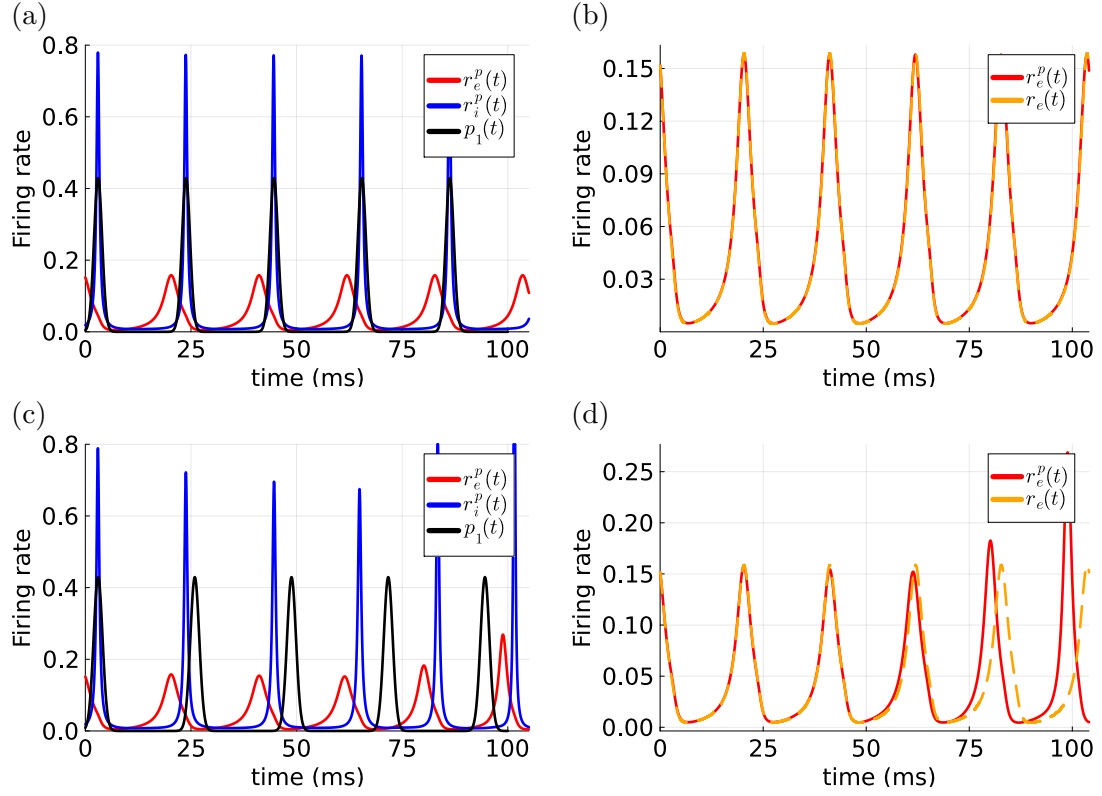 (a)
Firing rate
0.8
0.6
0.4
0.2
0.0
0
25
50
75
100
time (ms)
r_e^p(t)
r_i^p(t)
p_1(t)
(b)
Firing rate
0.15
0.12
0.09
0.06
0.03
0
25
50
75
100
time (ms)
r_e^p(t)
r_e(t)
(c)
Firing rate
0.8
0.6
0.4
0.2
0.0
0
25
50
75
100
time (ms)
r_e^p(t)
r_i^p(t)
p_1(t)
(d)
Firing rate
0.25
0.20
0.15
0.10
0.05
0.00
0
25
50
75
100
time (ms)
r_e^p(t)
r_e(t)